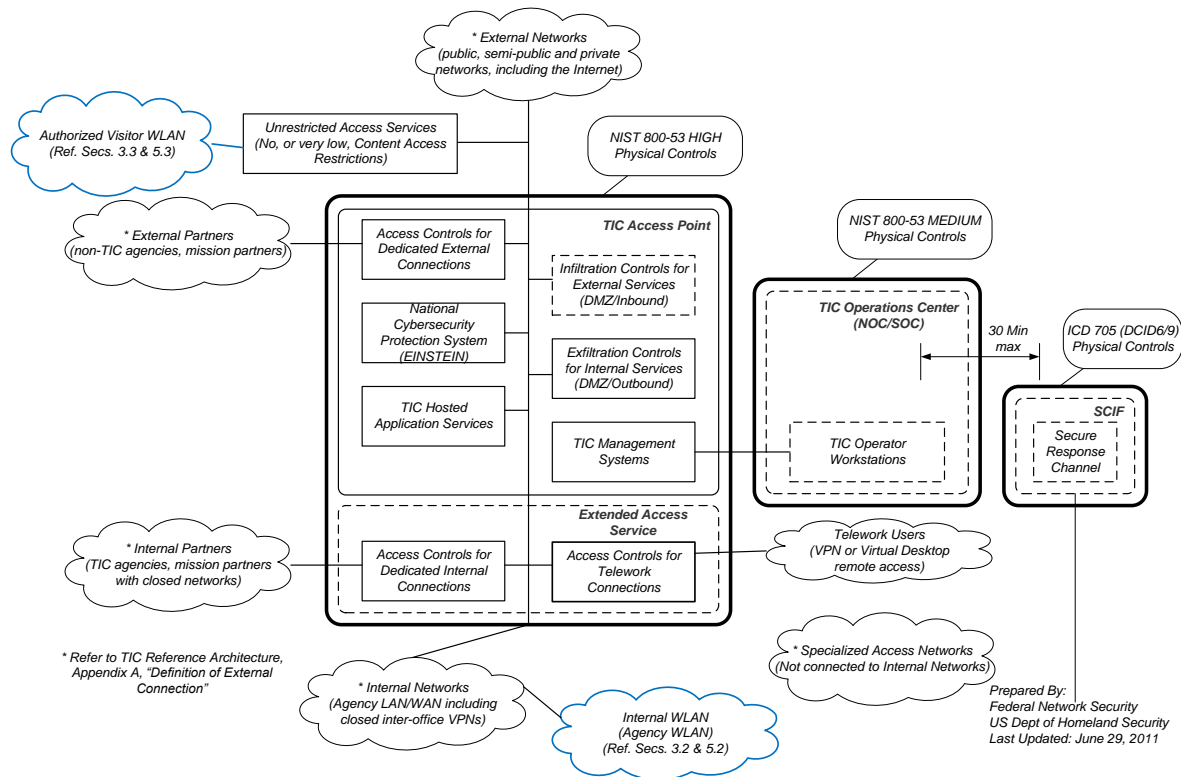 * External Networks
(public, semi-public and private
networks, including the Internet)
Authorized Visitor WLAN
(Ref. Secs. 3.3 & 5.3)
Unrestricted Access Services
(No, or very low, Content Access
Restrictions)
NIST 800-53 HIGH
Physical Controls
* External Partners
(non-TIC agencies, mission partners)
TIC Access Point
Access Controls for
Dedicated External
Connections
Infiltration Controls for
External Services
(DMZ/Inbound)
National
Cybersecurity
Protection System
(EINSTEIN)
Exfiltration Controls
for Internal Services
(DMZ/Outbound)
TIC Hosted
Application Services
TIC Management
Systems
NIST 800-53 MEDIUM
Physical Controls
TIC Operations Center
(NOC/SOC)
TIC Operator
Workstations
30 Min
max
ICD 705 (DCID6/9)
Physical Controls
SCIF
Secure
Response
Channel
Extended Access
Service
* Internal Partners
(TIC agencies, mission partners
with closed networks)
Access Controls for
Dedicated Internal
Connections
Access Controls for
Telework
Connections
Telework Users
(VPN or Virtual Desktop
remote access)
* Refer to TIC Reference Architecture,
Appendix A, “Definition of External
Connection”
* Internal Networks
(Agency LAN/WAN including
closed inter-office VPNs)
Internal WLAN
(Agency WLAN)
(Ref. Secs. 3.2 & 5.2)
* Specialized Access Networks
(Not connected to Internal Networks)
Prepared By:
Federal Network Security
US Dept of Homeland Security
Last Updated: June 29, 2011